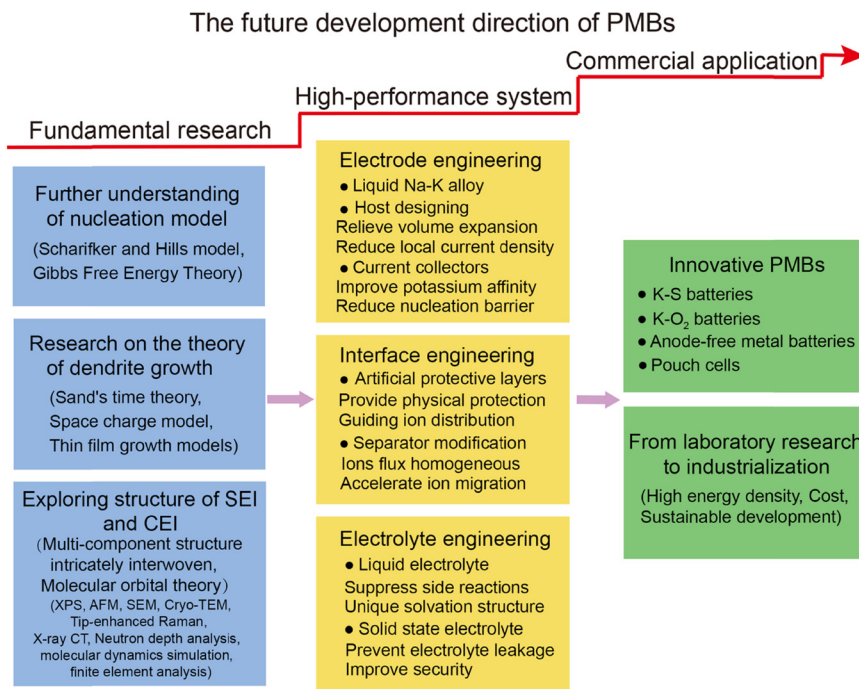 The future development direction of PMBs
Fundamental research
High-performance system
Commercial application
Further understanding
of nucleation model
(Scharifker and Hills model,
Gibbs Free Energy Theory)
Research on the theory
of dendrite growth
(Sand's time theory,
Space charge model,
Thin film growth models)
Exploring structure of SEI
and CEI
(Multi-component structure
intricately interwoven,
Molecular orbital theory)
(XPS, AFM, SEM, Cryo-TEM,
Tip-enhanced Raman,
X-ray CT, Neutron depth analysis,
molecular dynamics simulation,
finite element analysis)
Electrode engineering
● Liquid Na-K alloy
● Host designing
Relieve volume expansion
Reduce local current density
● Current collectors
Improve potassium affinity
Reduce nucleation barrier
Interface engineering
● Artificial protective layers
Provide physical protection
Guiding ion distribution
● Separator modification
Ions flux homogeneous
Accelerate ion migration
Electrolyte engineering
● Liquid electrolyte
Suppress side reactions
Unique solvation structure
● Solid state electrolyte
Prevent electrolyte leakage
Improve security
Innovative PMBs
● K-S batteries
● K-O₂ batteries
● Anode-free metal batteries
● Pouch cells
From laboratory research
to industrialization
(High energy density, Cost,
Sustainable development)